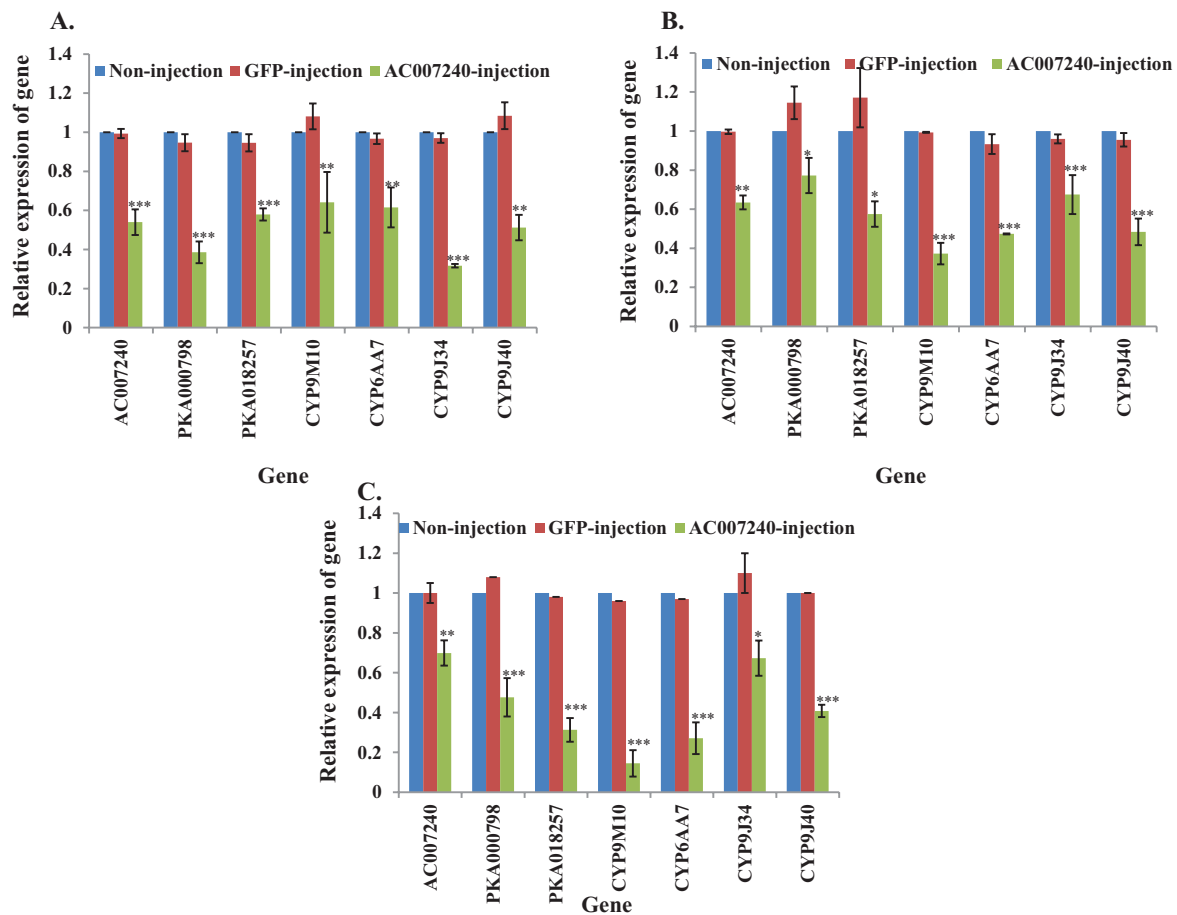 A.
Non-injection GFP-injection AC007240-injection
Relative expression of gene
1.4
1.2
1
0.8
0.6
0.4
0.2
0
*** *** *** ** ** *** **
AC007240 PKA000798 PKA018257 CYP9M10 CYP6AA7 CYP9J34 CYP9J40
Gene
B.
Non-injection GFP-injection AC007240-injection
Relative expression of gene
1.4
1.2
1
0.8
0.6
0.4
0.2
0
** * * *** *** *** ***
AC007240 PKA000798 PKA018257 CYP9M10 CYP6AA7 CYP9J34 CYP9J40
Gene
C.
Non-injection GFP-injection AC007240-injection
Relative expression of gene
1.4
1.2
1
0.8
0.6
0.4
0.2
0
** *** *** *** *** * ***
AC007240 PKA000798 PKA018257 CYP9M10 CYP6AA7 CYP9J34 CYP9J40
Gene